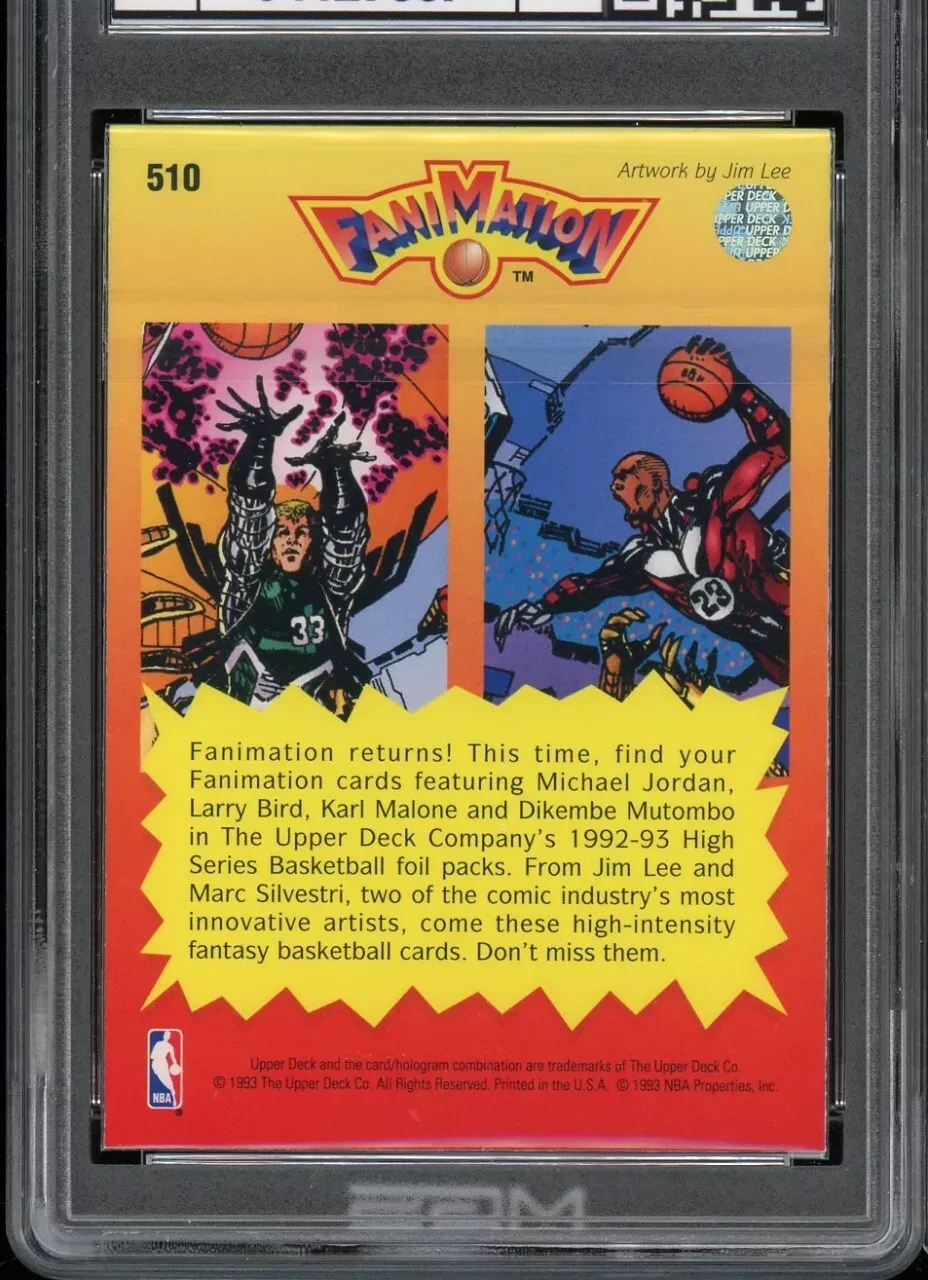 510
Artwork by Jim Lee
FANIMATION
TM
UPPER DECK
33
23
Fanimation returns! This time, find your
Fanimation cards featuring Michael Jordan,
Larry Bird, Karl Malone and Dikembe Mutombo
in The Upper Deck Company's 1992-93 High
Series Basketball foil packs. From Jim Lee and
Marc Silvestri, two of the comic industry's most
innovative artists, come these high-intensity
fantasy basketball cards. Don't miss them.
NBA
®
Upper Deck and the card/hologram combination are trademarks of The Upper Deck Co.
© 1993 The Upper Deck Co. All Rights Reserved. Printed in the U.S.A. © 1993 NBA Properties, Inc.